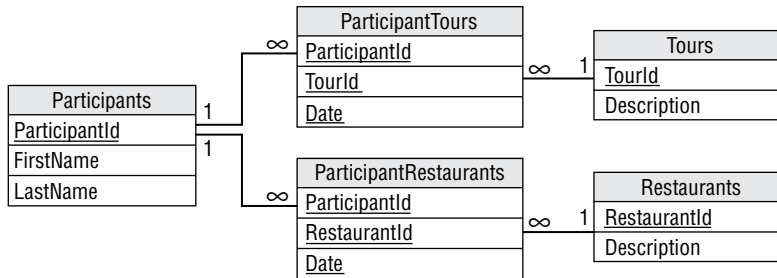 Participants
ParticipantId
FirstName
LastName
1
1
∞
∞
ParticipantTours
ParticipantId
TourId
Date
ParticipantRestaurants
ParticipantId
RestaurantId
Date
∞
1
∞
1
Tours
TourId
Description
Restaurants
RestaurantId
Description